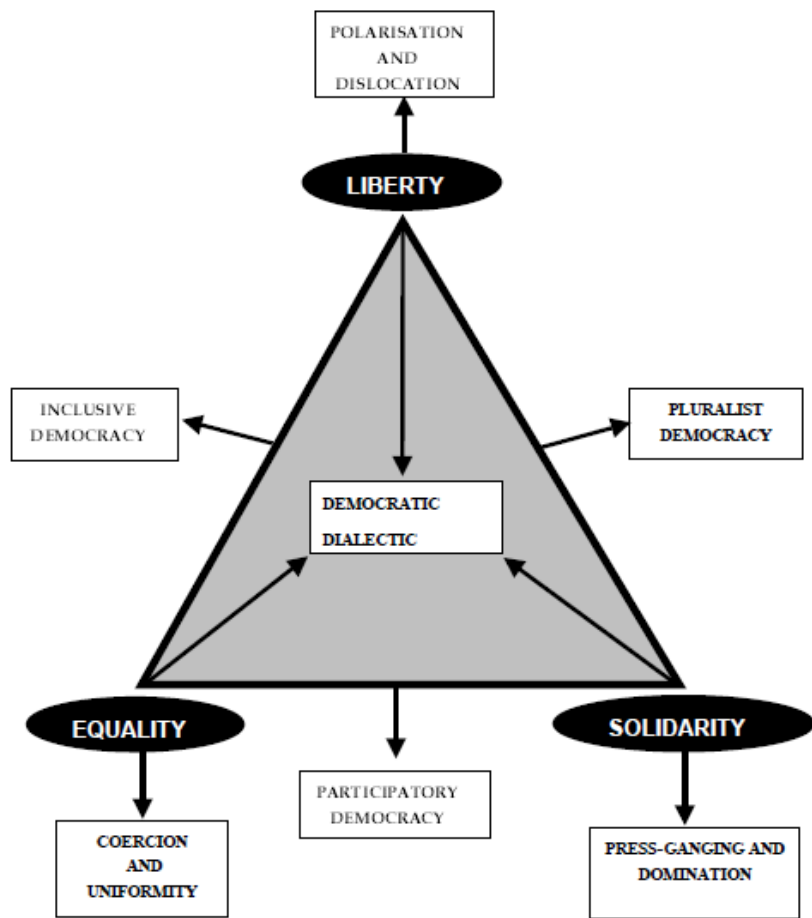 POLARISATION
AND
DISLOCATION
LIBERTY
INCLUSIVE
DEMOCRACY
PLURALIST
DEMOCRACY
DEMOCRATIC
DIALECTIC
EQUALITY
SOLIDARITY
PARTICIPATORY
DEMOCRACY
COERCION
AND
UNIFORMITY
PRESS-GANGING AND
DOMINATION